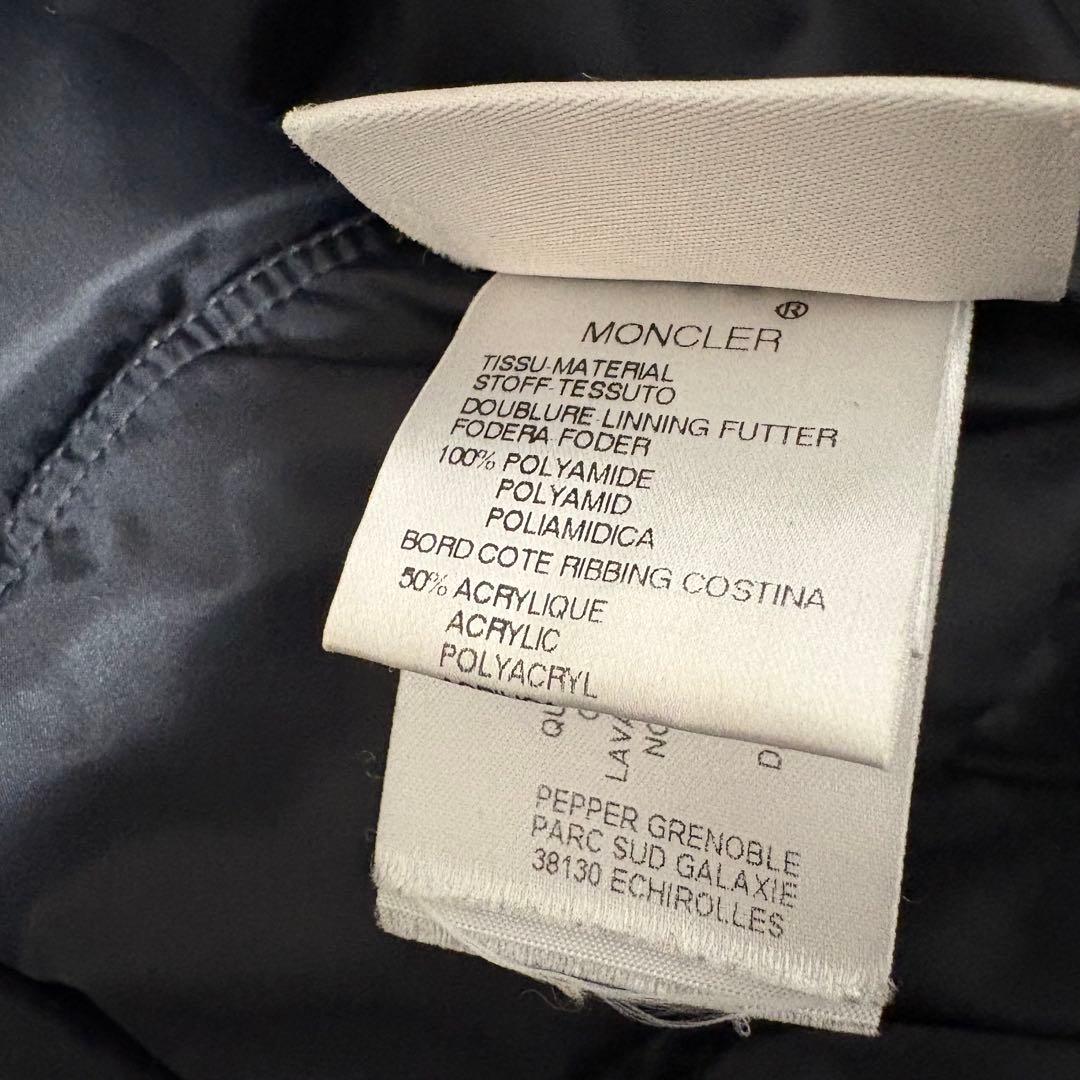 ®
MONCLER
TISSU-MATERIAL
STOFF-TESSUTO
DOUBLURE-LINNING FUTTER
FODERA-FODER
100% POLYAMIDE
POLYAMID
POLIAMIDICA
BORD COTE RIBBING COSTINA
50% ACRYLIQUE
ACRYLIC
POLYACRYL
PEPPER GRENOBLE
PARC SUD GALAXIE
38130 ECHIROLLES